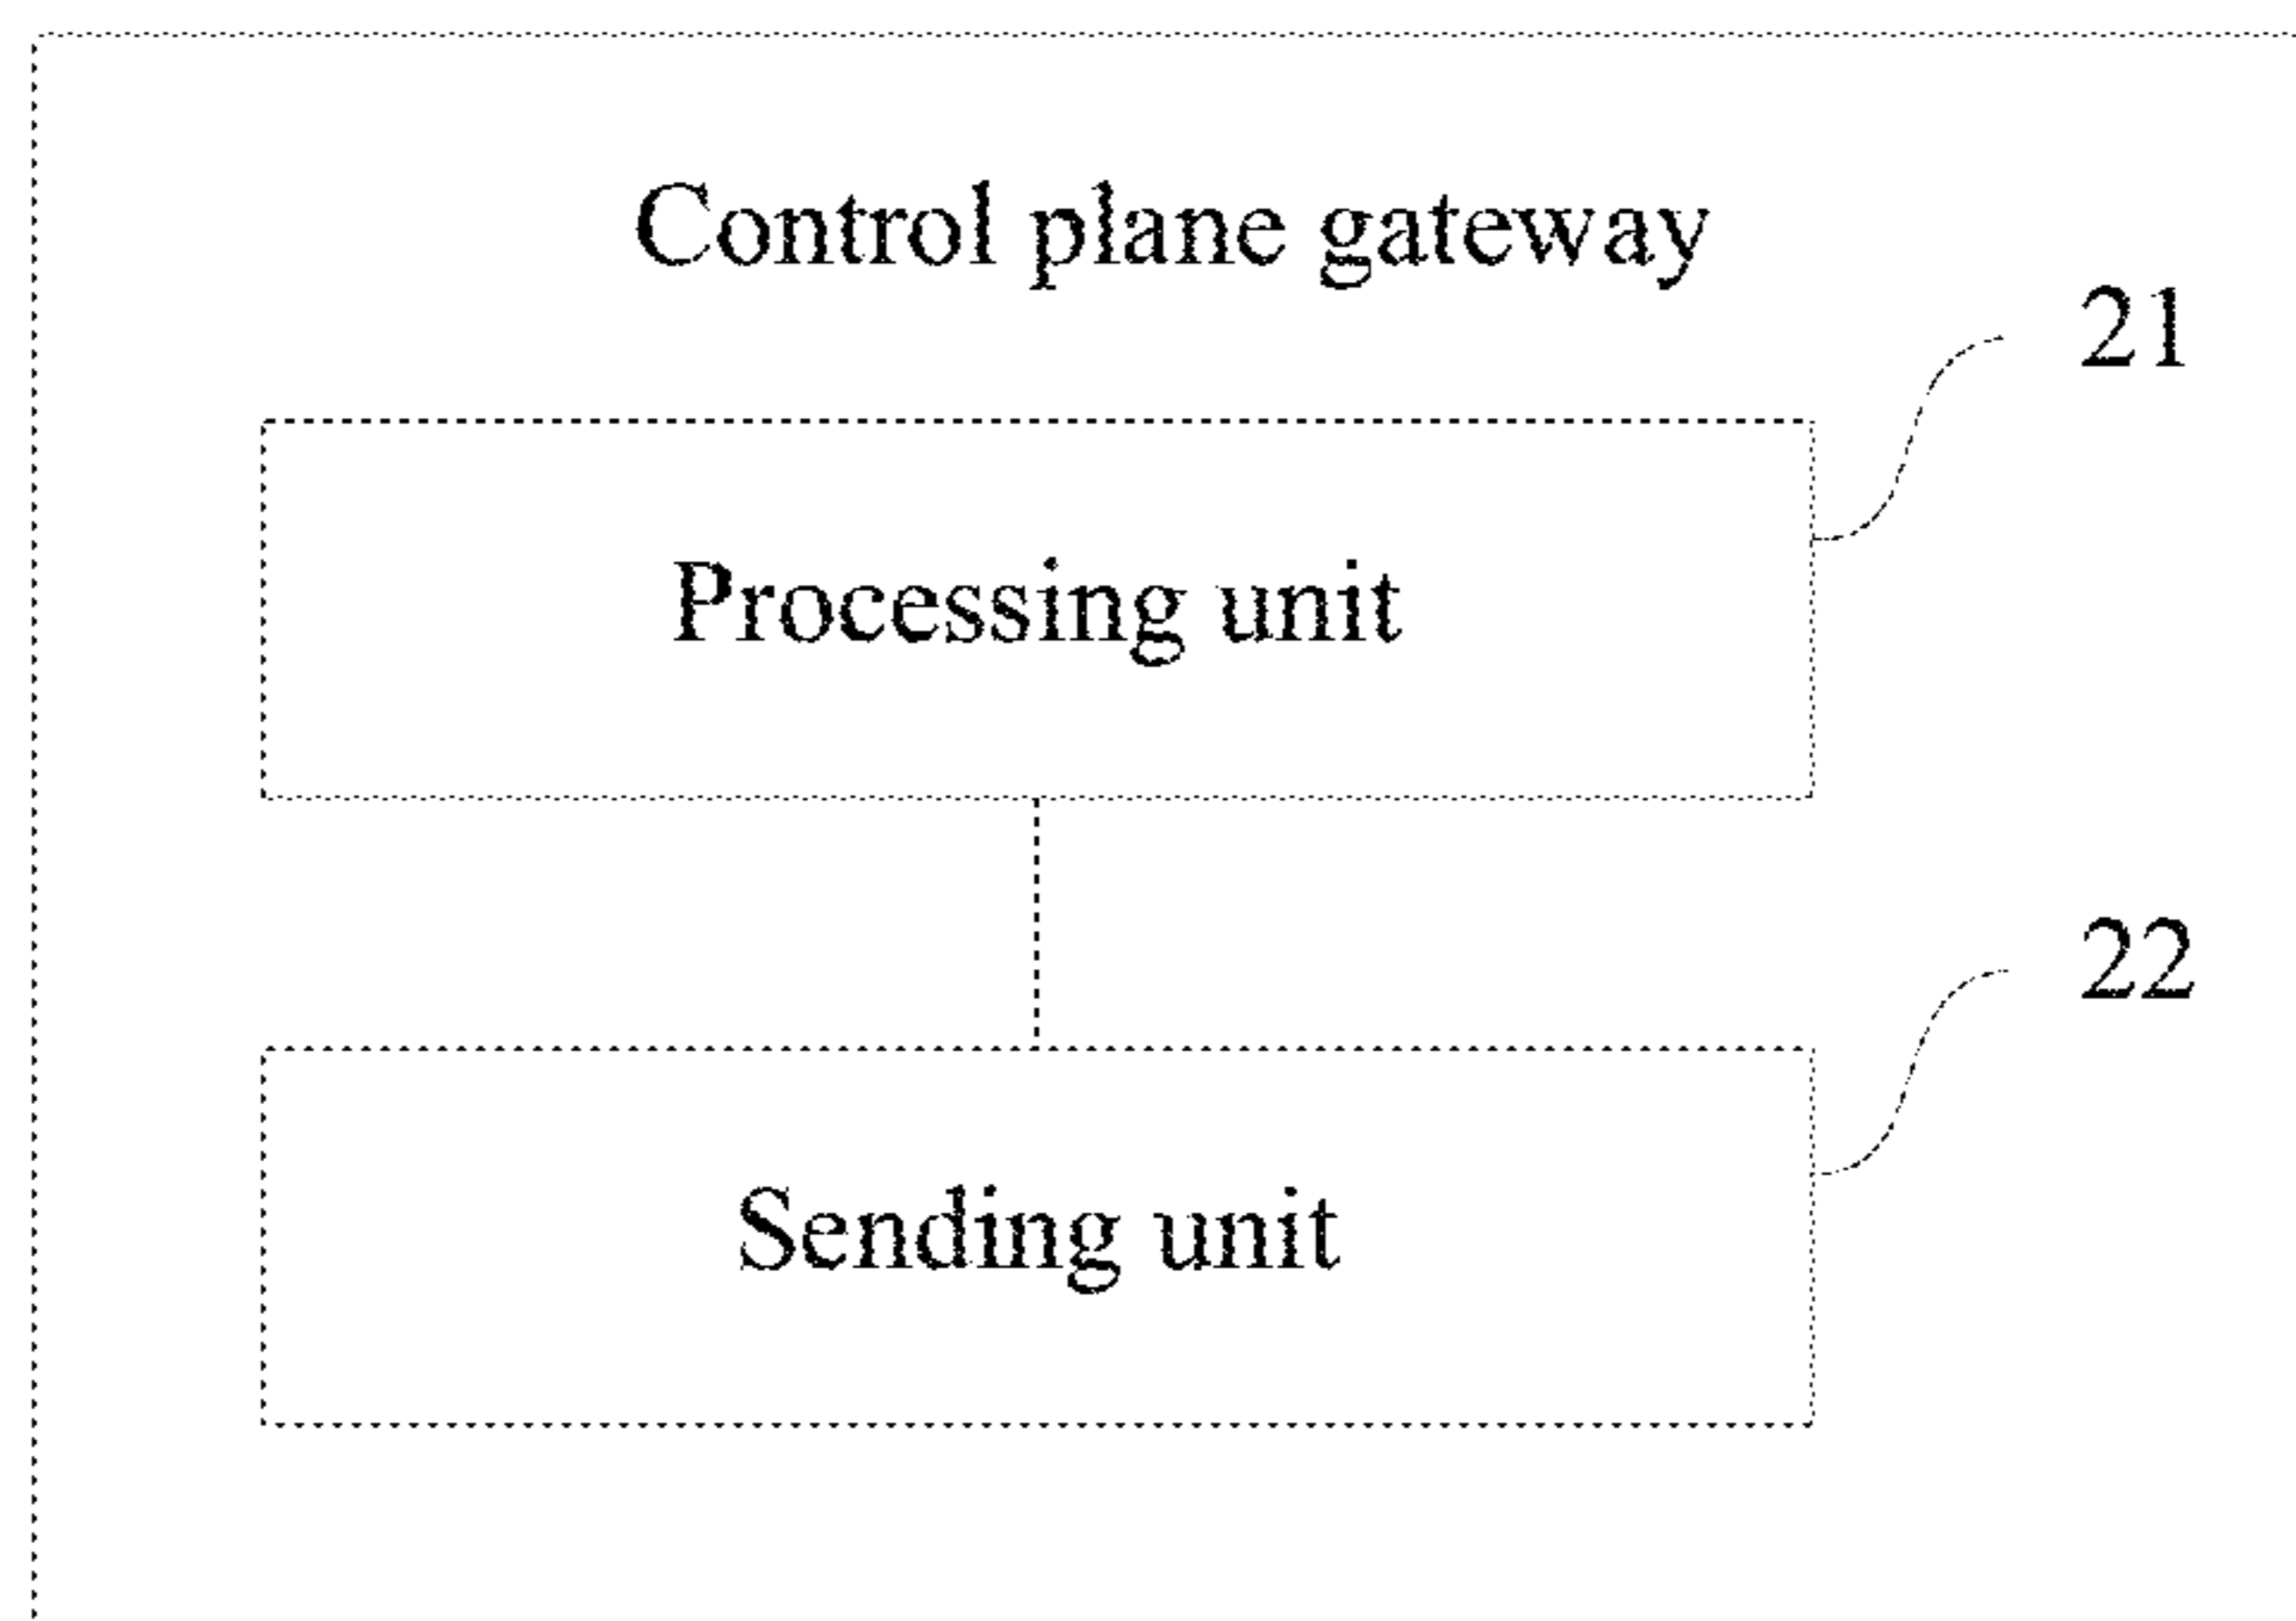 Control plane gateway
21
Processing unit
22
Sending unit